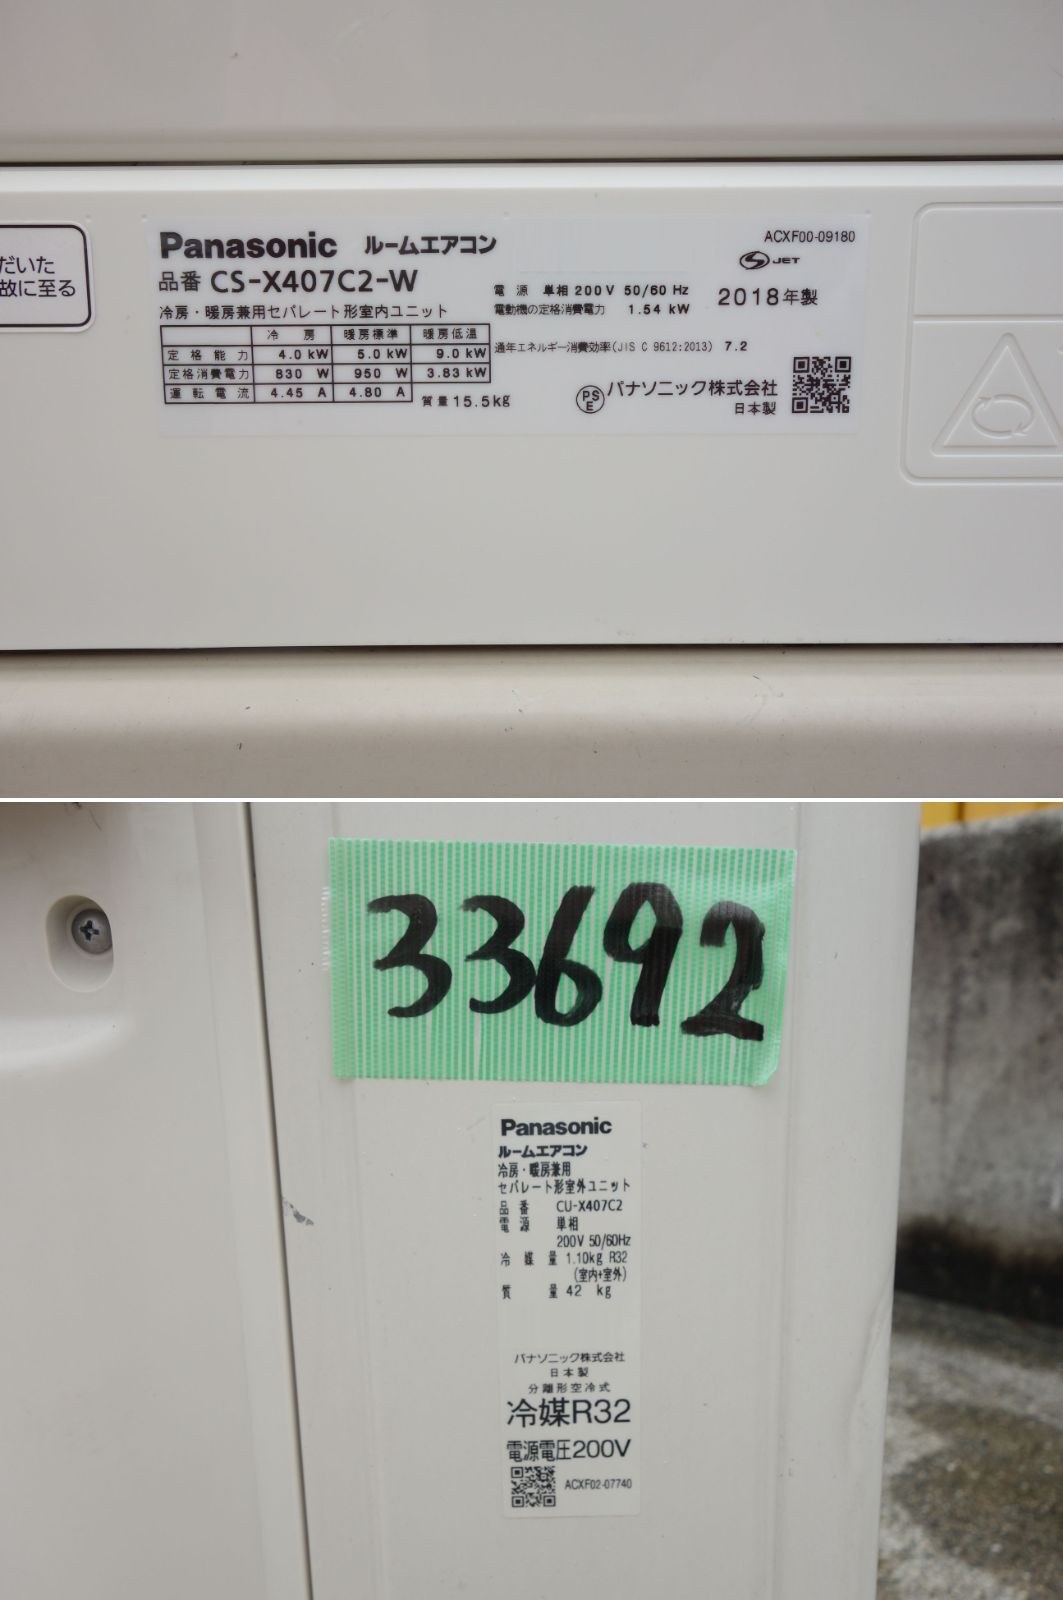 だいた
故に至る
Panasonic ルームエアコン
品番 CS-X407C2-W
冷房・暖房兼用セパレート形室内ユニット
冷房 暖房標準 暖房低温
定格能力 4.0 kW 5.0 kW 9.0 kW
定格消費電力 830 W 950 W 3.83 kW
運転電流 4.45 A 4.80 A
質量 15.5kg
電源 単相 200V 50/60 Hz
電動機の定格消費電力 1.54 kW
通年エネルギー消費効率(JIS C 9612:2013) 7.2
ACXF00-09180
S JET
2018年製
PS
E
パナソニック株式会社
日本製
33692
Panasonic
ルームエアコン
冷房・暖房兼用
セパレート形室外ユニット
品番 CU-X407C2
電源 単相
200V 50/60Hz
冷媒量 1.10kg R32
(室内+室外)
質量 42 kg
パナソニック株式会社
日本製
分離形空冷式
冷媒R32
電源電圧200V
ACXF02-07740